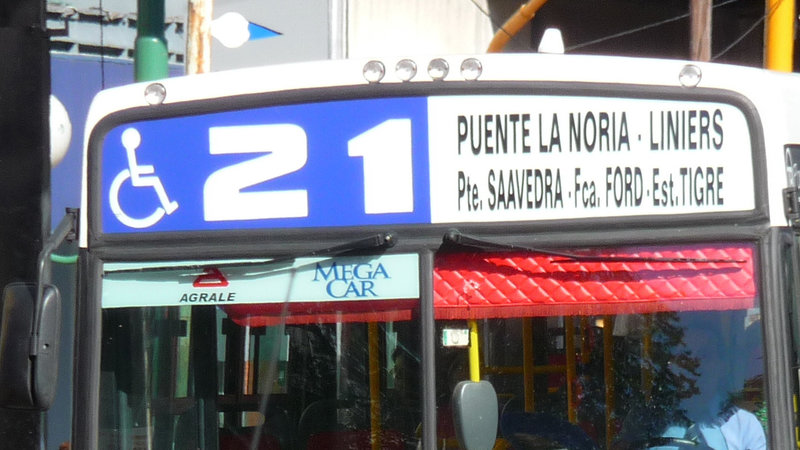 21
PUENTE LA NORIA - LINIERS
Pte. SAAVEDRA · Fca. FORD · Est. TIGRE
AGRALE
MEGA
CAR